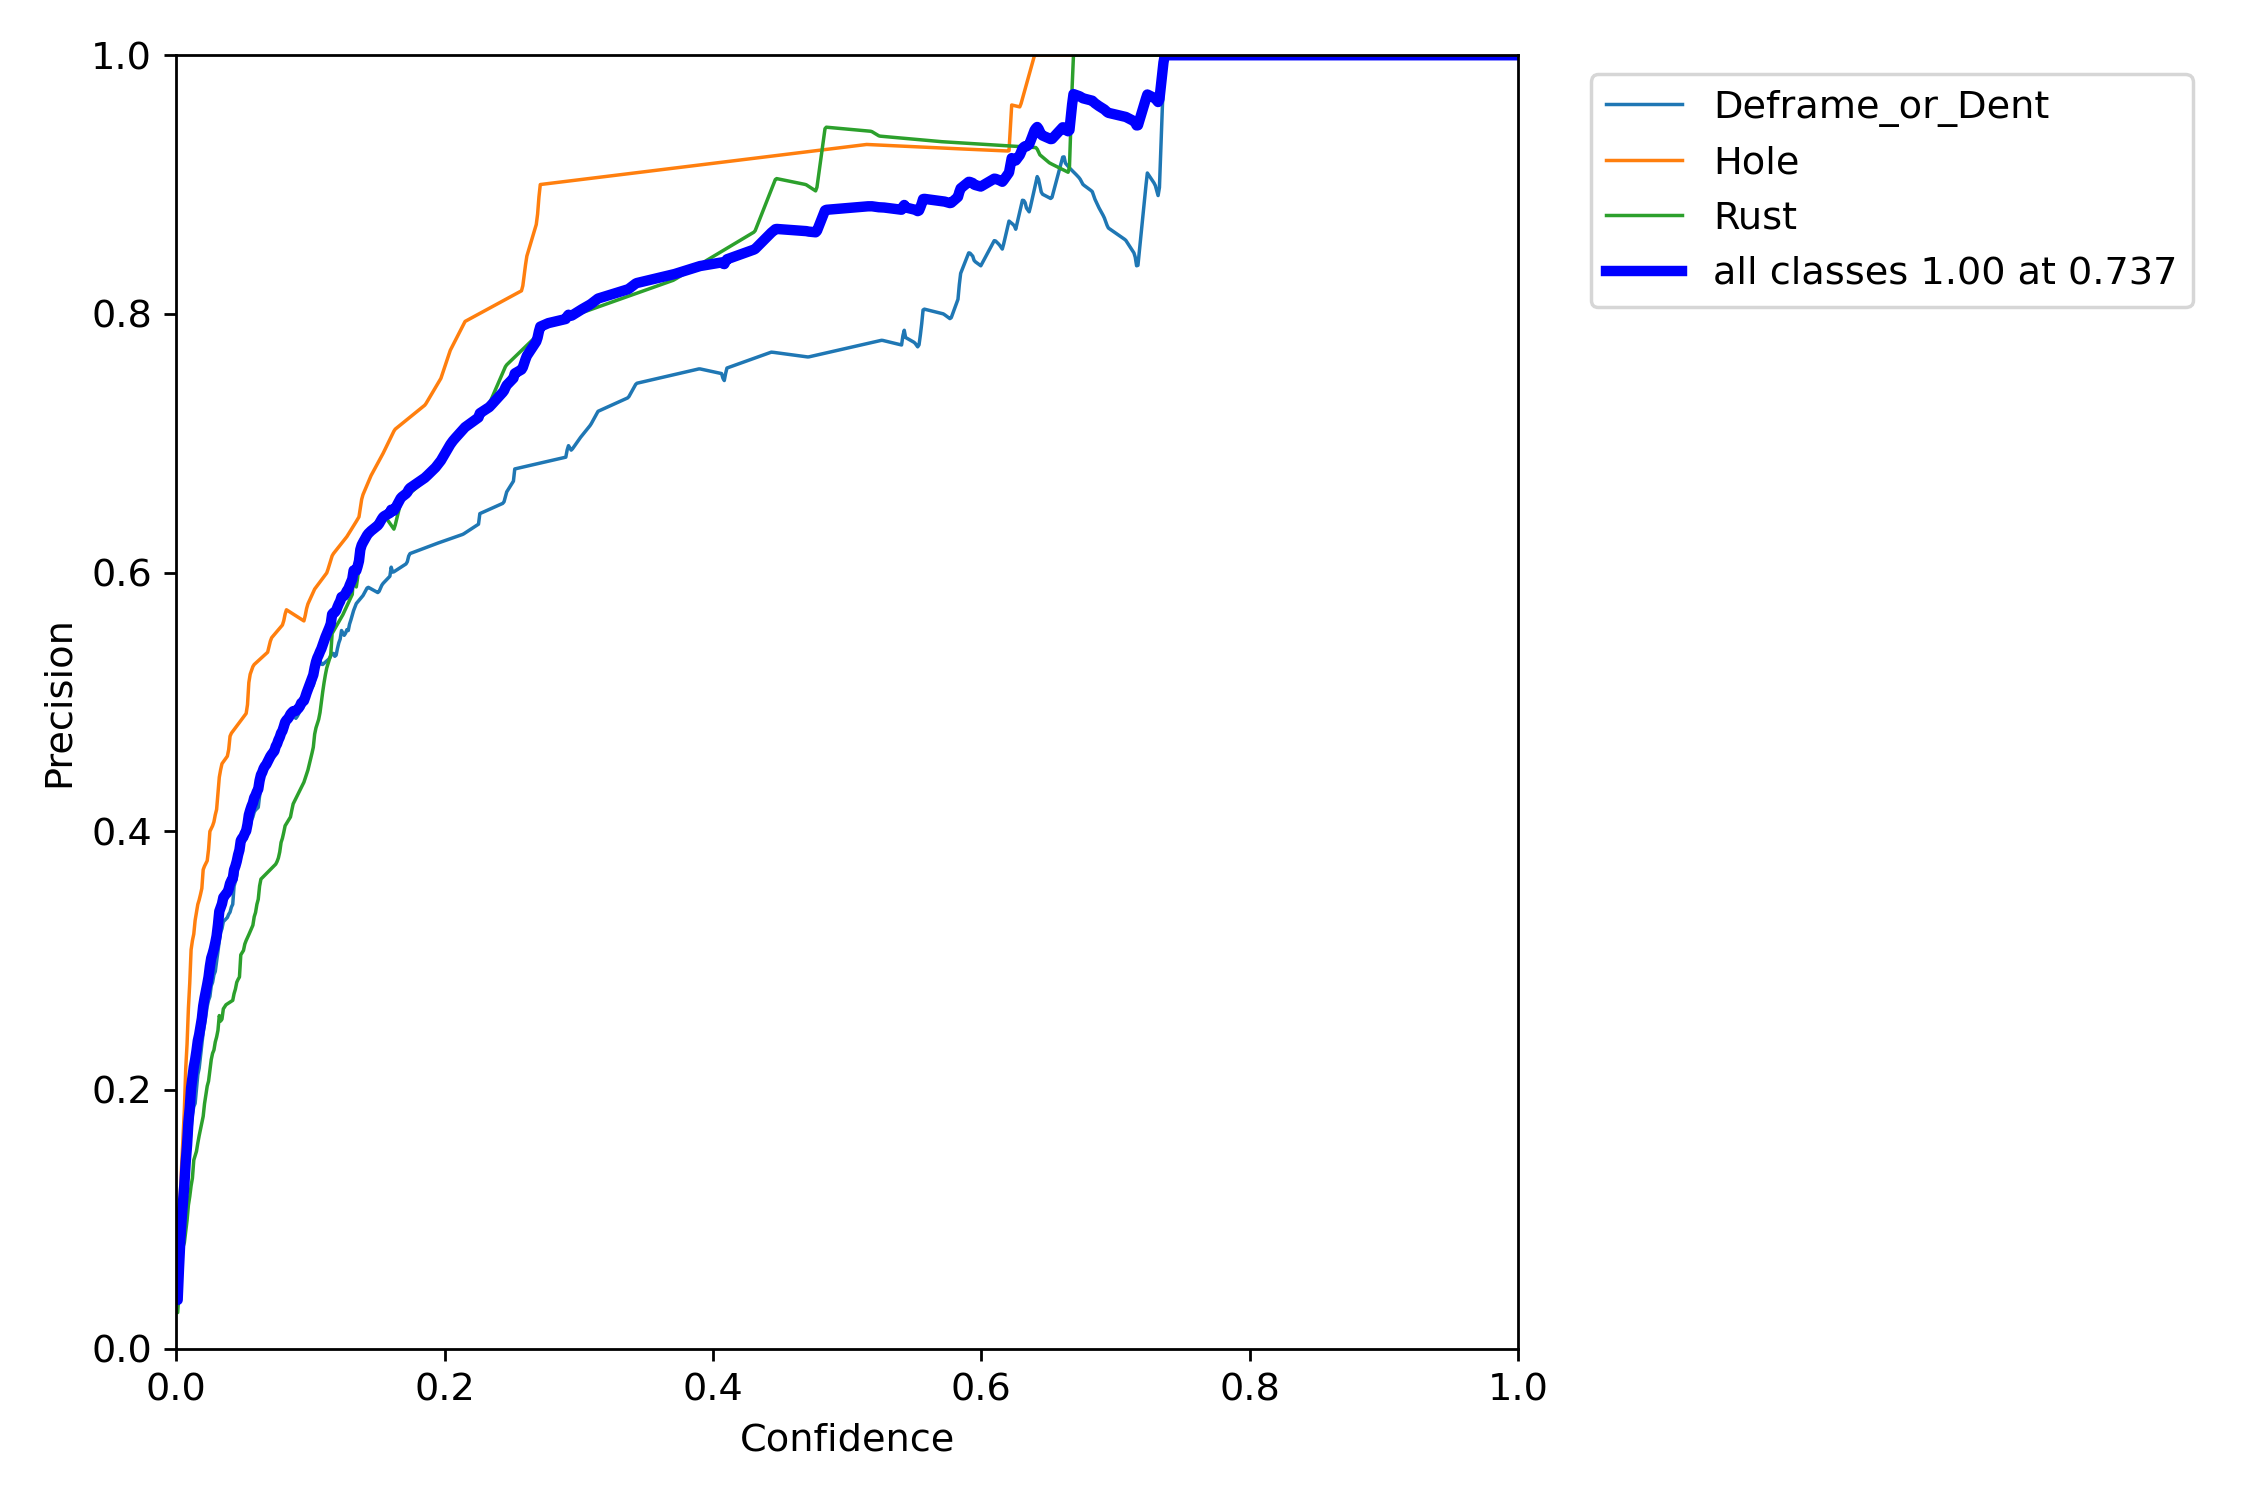 1.0
0.8
0.6
0.4
0.2
0.0
Precision
0.0 0.2 0.4 0.6 0.8 1.0
Confidence
Deframe_or_Dent
Hole
Rust
all classes 1.00 at 0.737